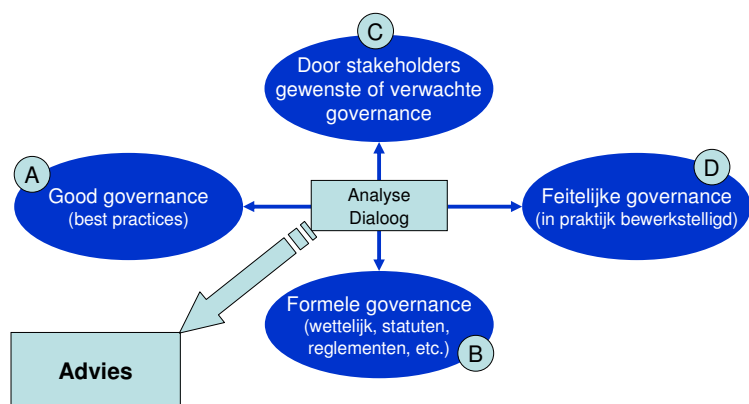 C
Door stakeholders
gewenste of verwachte
governance
A
Good governance
(best practices)
Analyse
Dialoog
D
Feitelijke governance
(in praktijk bewerkstelligd)
Formele governance
(wettelijk, statuten,
reglementen, etc.)
B
Advies